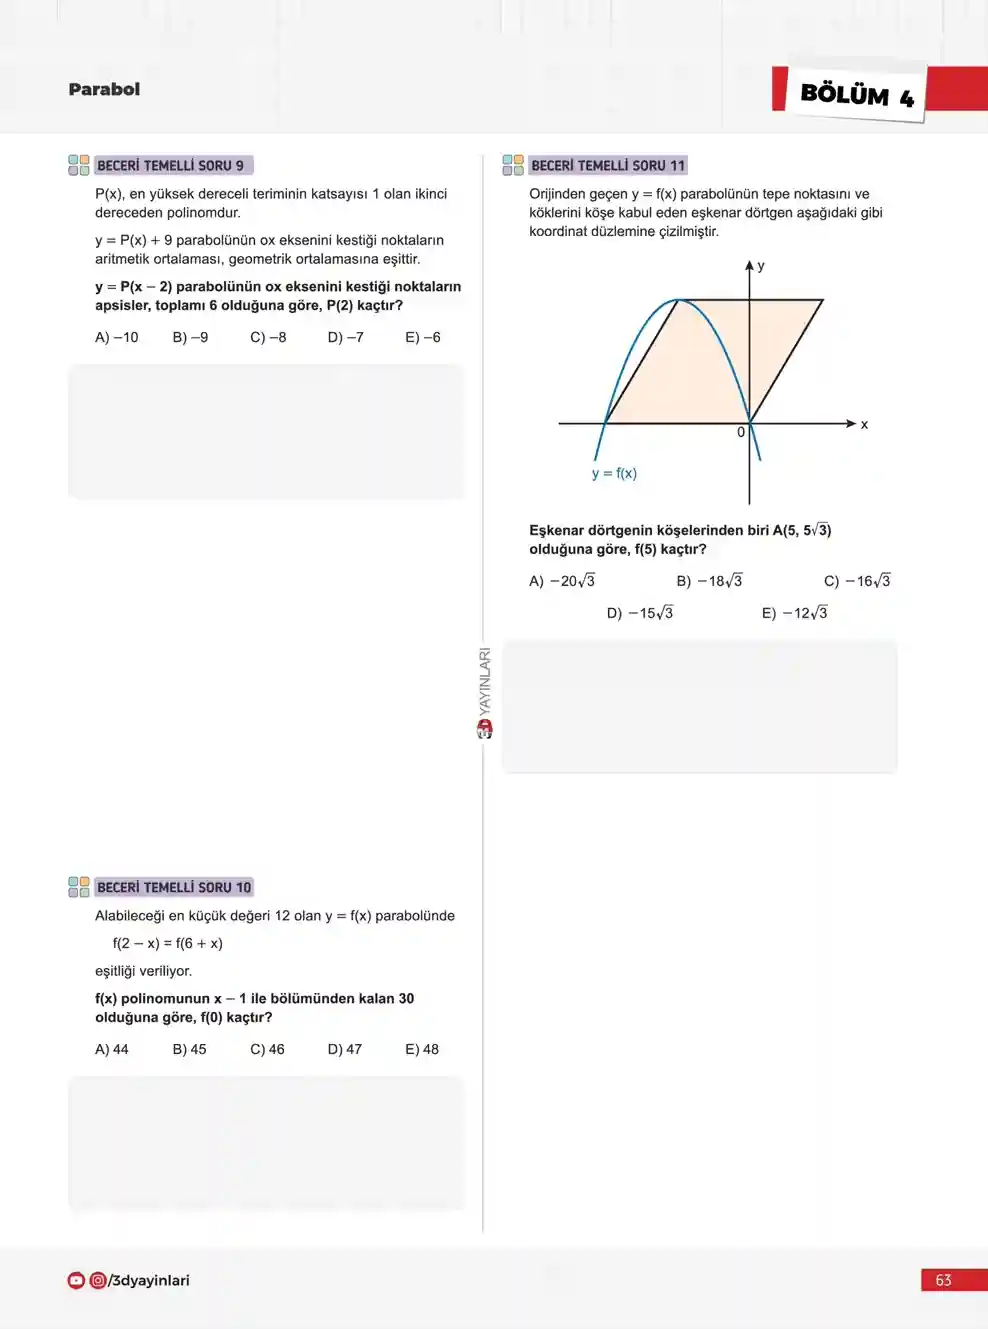 Parabol
BÖLÜM 4
BECERİ TEMELLİ SORU 9
P(x), en yüksek dereceli teriminin katsayısı 1 olan ikinci
dereceden polinomdur.
y = P(x) + 9 parabolünün ox eksenini kestiği noktaların
aritmetik ortalaması, geometrik ortalamasına eşittir.
y = P(x − 2) parabolünün ox eksenini kestiği noktaların
apsisler, toplamı 6 olduğuna göre, P(2) kaçtır?
A) −10 B) −9 C) −8 D) −7 E) −6
BECERİ TEMELLİ SORU 10
Alabileceği en küçük değeri 12 olan y = f(x) parabolünde
f(2 − x) = f(6 + x)
eşitliği veriliyor.
f(x) polinomunun x − 1 ile bölümünden kalan 30
olduğuna göre, f(0) kaçtır?
A) 44 B) 45 C) 46 D) 47 E) 48
3D YAYINLARI
BECERİ TEMELLİ SORU 11
Orijinden geçen y = f(x) parabolünün tepe noktasını ve
köklerini köşe kabul eden eşkenar dörtgen aşağıdaki gibi
koordinat düzlemine çizilmiştir.
y
x
0
y = f(x)
Eşkenar dörtgenin köşelerinden biri A(5, 5√3)
olduğuna göre, f(5) kaçtır?
A) −20√3 B) −18√3 C) −16√3
D) −15√3 E) −12√3
/3dyayinlari
63